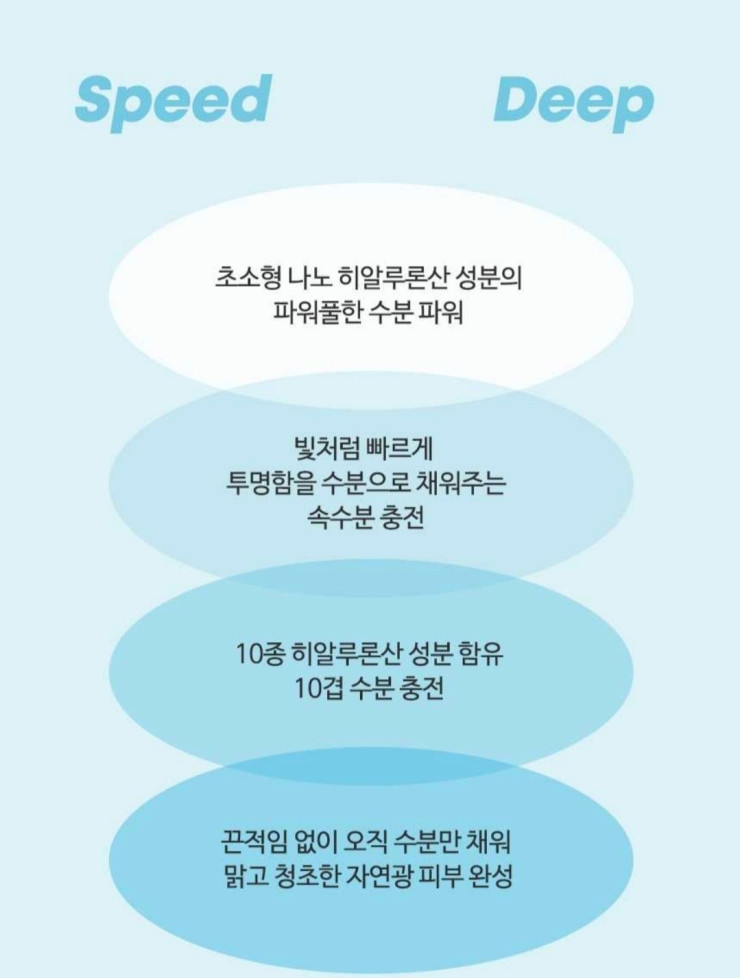 Speed
Deep
초소형 나노 히알루론산 성분의
파워풀한 수분 파워
빛처럼 빠르게
투명함을 수분으로 채워주는
속수분 충전
10종 히알루론산 성분 함유
10겹 수분 충전
끈적임 없이 오직 수분만 채워
맑고 청초한 자연광 피부 완성